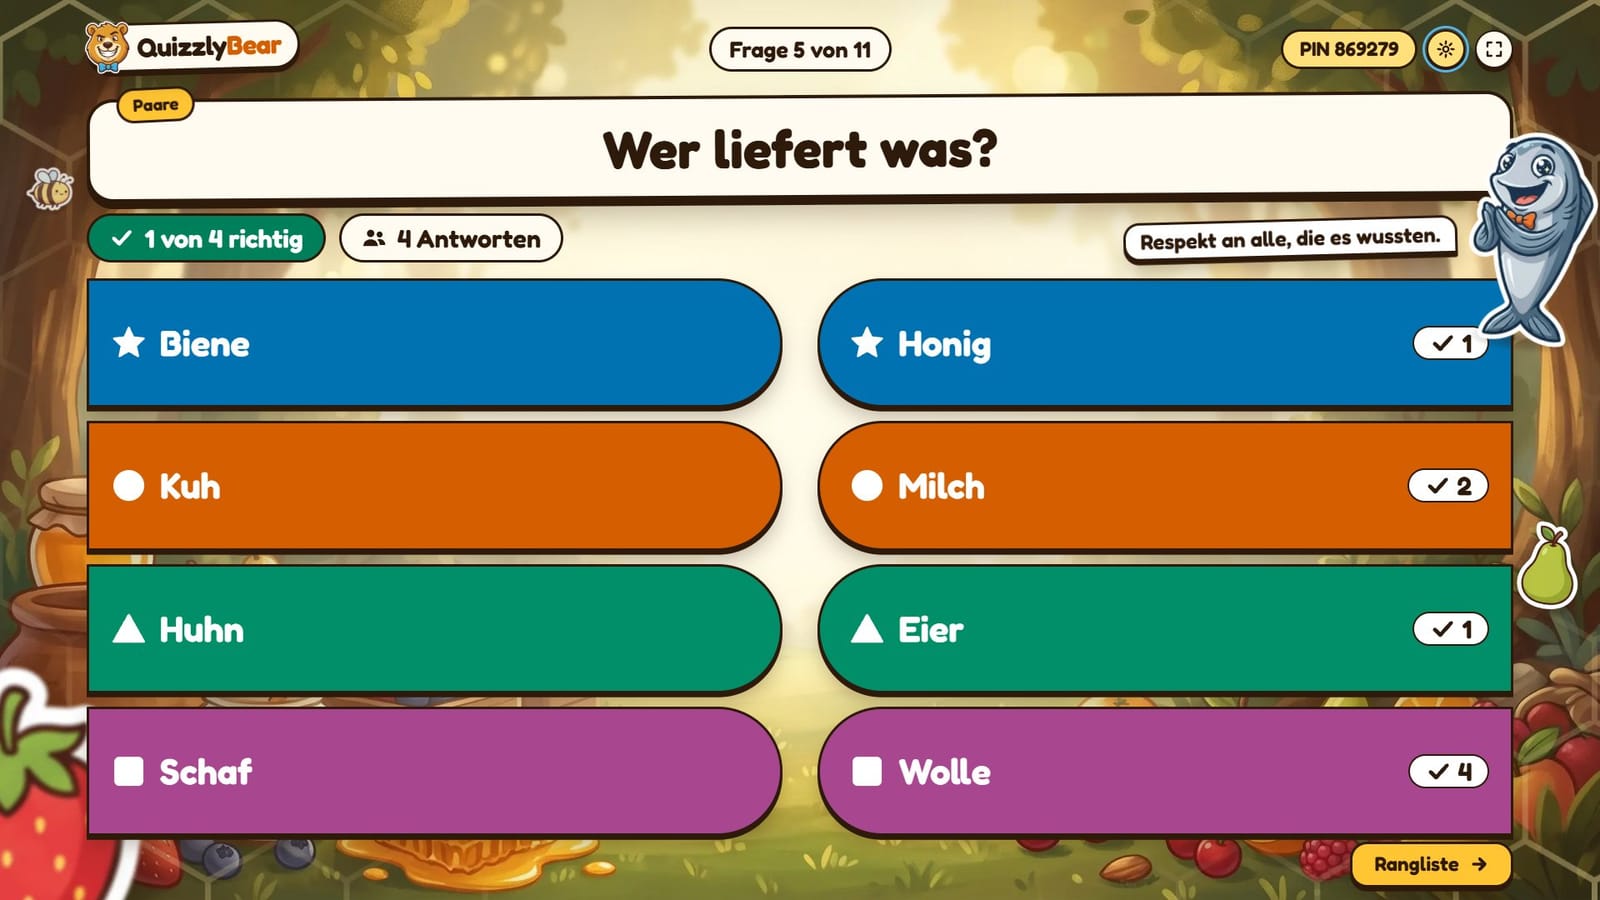 QuizzlyBear
Frage 5 von 11
PIN 869279
Paare
Wer liefert was?
1 von 4 richtig
4 Antworten
Respekt an alle, die es wussten.
Biene
Honig
1
Kuh
Milch
2
Huhn
Eier
1
Schaf
Wolle
4
Rangliste